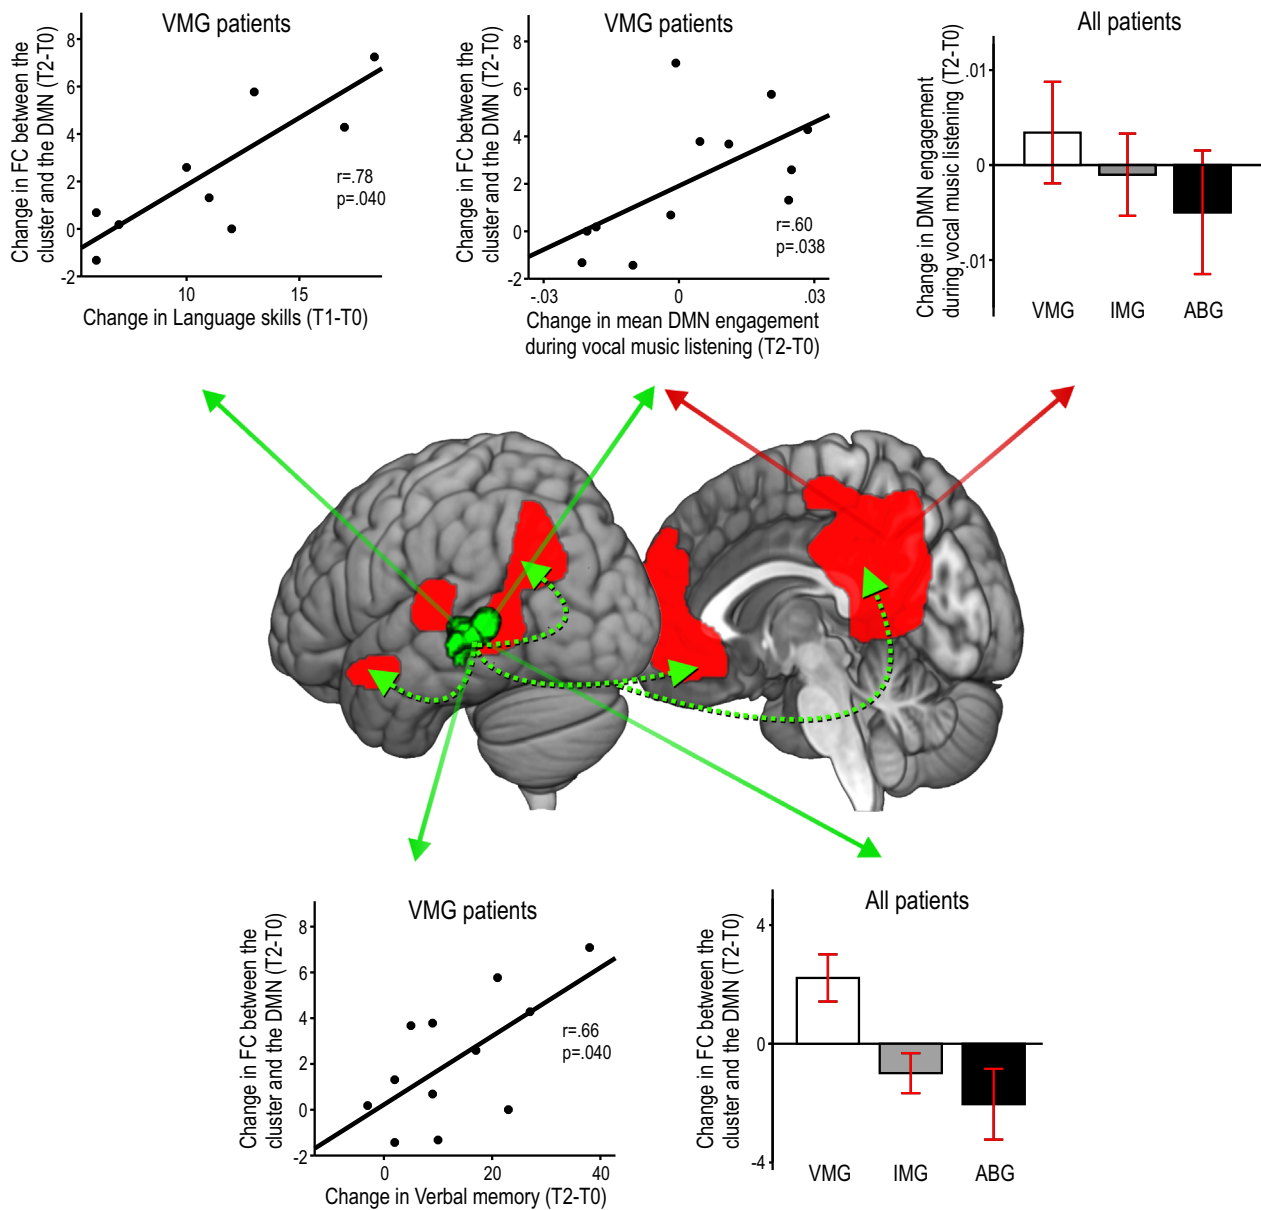 VMG patients
Change in FC between the
cluster and the DMN (T2-T0)
8
6
4
2
0
-2
r=.78
p=.040
10
15
Change in Language skills (T1-T0)
VMG patients
Change in FC between the
cluster and the DMN (T2-T0)
8
6
4
2
0
-2
r=.60
p=.038
-.03
0
.03
Change in mean DMN engagement
during vocal music listening (T2-T0)
All patients
Change in DMN engagement
during vocal music listening (T2-T0)
.01
0
-.01
VMG
IMG
ABG
VMG patients
Change in FC between the
cluster and the DMN (T2-T0)
8
6
4
2
0
-2
r=.66
p=.040
0
20
40
Change in Verbal memory (T2-T0)
All patients
Change in FC between the
cluster and the DMN (T2-T0)
4
0
-4
VMG
IMG
ABG